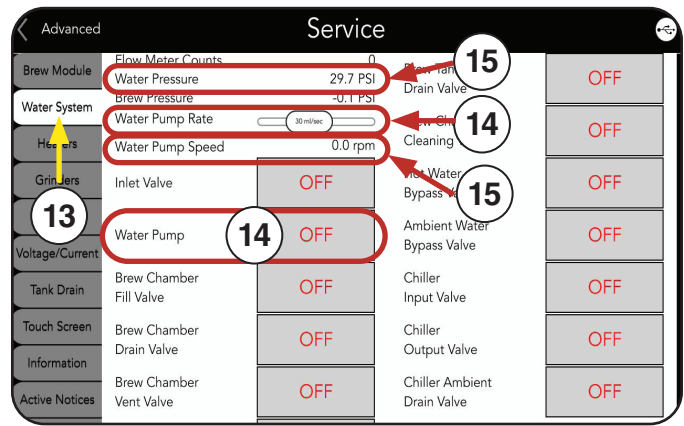 Advanced
Service
Brew Module
Water System
Grinders
Voltage/Current
Tank Drain
Touch Screen
Information
Active Notices
13
Flow Meter Counts 0
Water Pressure 29.7 PSI
Brew Pressure -0.1 PSI
Water Pump Rate 30 ml/sec
Water Pump Speed 0.0 rpm
Inlet Valve OFF
Water Pump 14 OFF
Brew Chamber
Fill Valve OFF
Brew Chamber
Drain Valve OFF
Brew Chamber
Vent Valve OFF
15
14
15
Drain Valve OFF
Cleaning OFF
Hot Water
Bypass OFF
Ambient Water
Bypass Valve OFF
Chiller
Input Valve OFF
Chiller
Output Valve OFF
Chiller Ambient
Drain Valve OFF